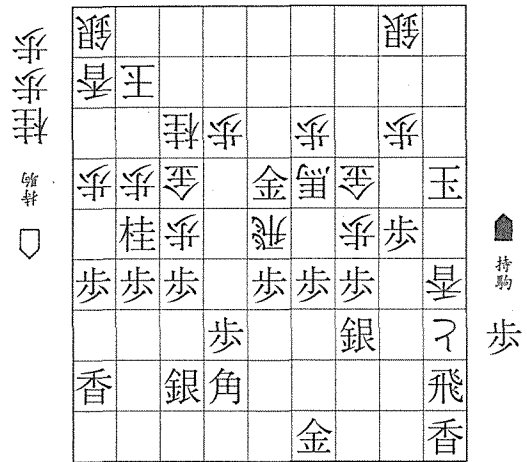 歩歩桂 持駒
銀 銀
香 玉
桂 歩 歩 歩
歩 歩 金 金 馬 金 玉
桂 歩 飛 歩 歩
歩 歩 歩 歩 歩 歩 香
歩 銀 と
香 銀 角 飛
金 香
持駒 歩